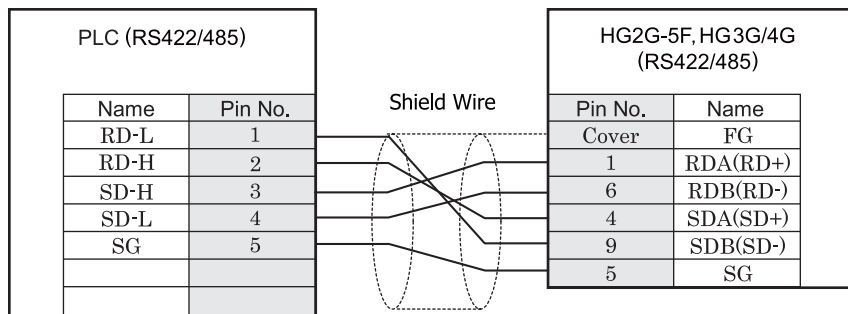 PLC (RS422/485)
HG2G-5F, HG3G/4G
(RS422/485)
Shield Wire
Name Pin No.
RD-L 1
RD-H 2
SD-H 3
SD-L 4
SG 5
Pin No. Name
Cover FG
1 RDA(RD+)
6 RDB(RD-)
4 SDA(SD+)
9 SDB(SD-)
5 SG